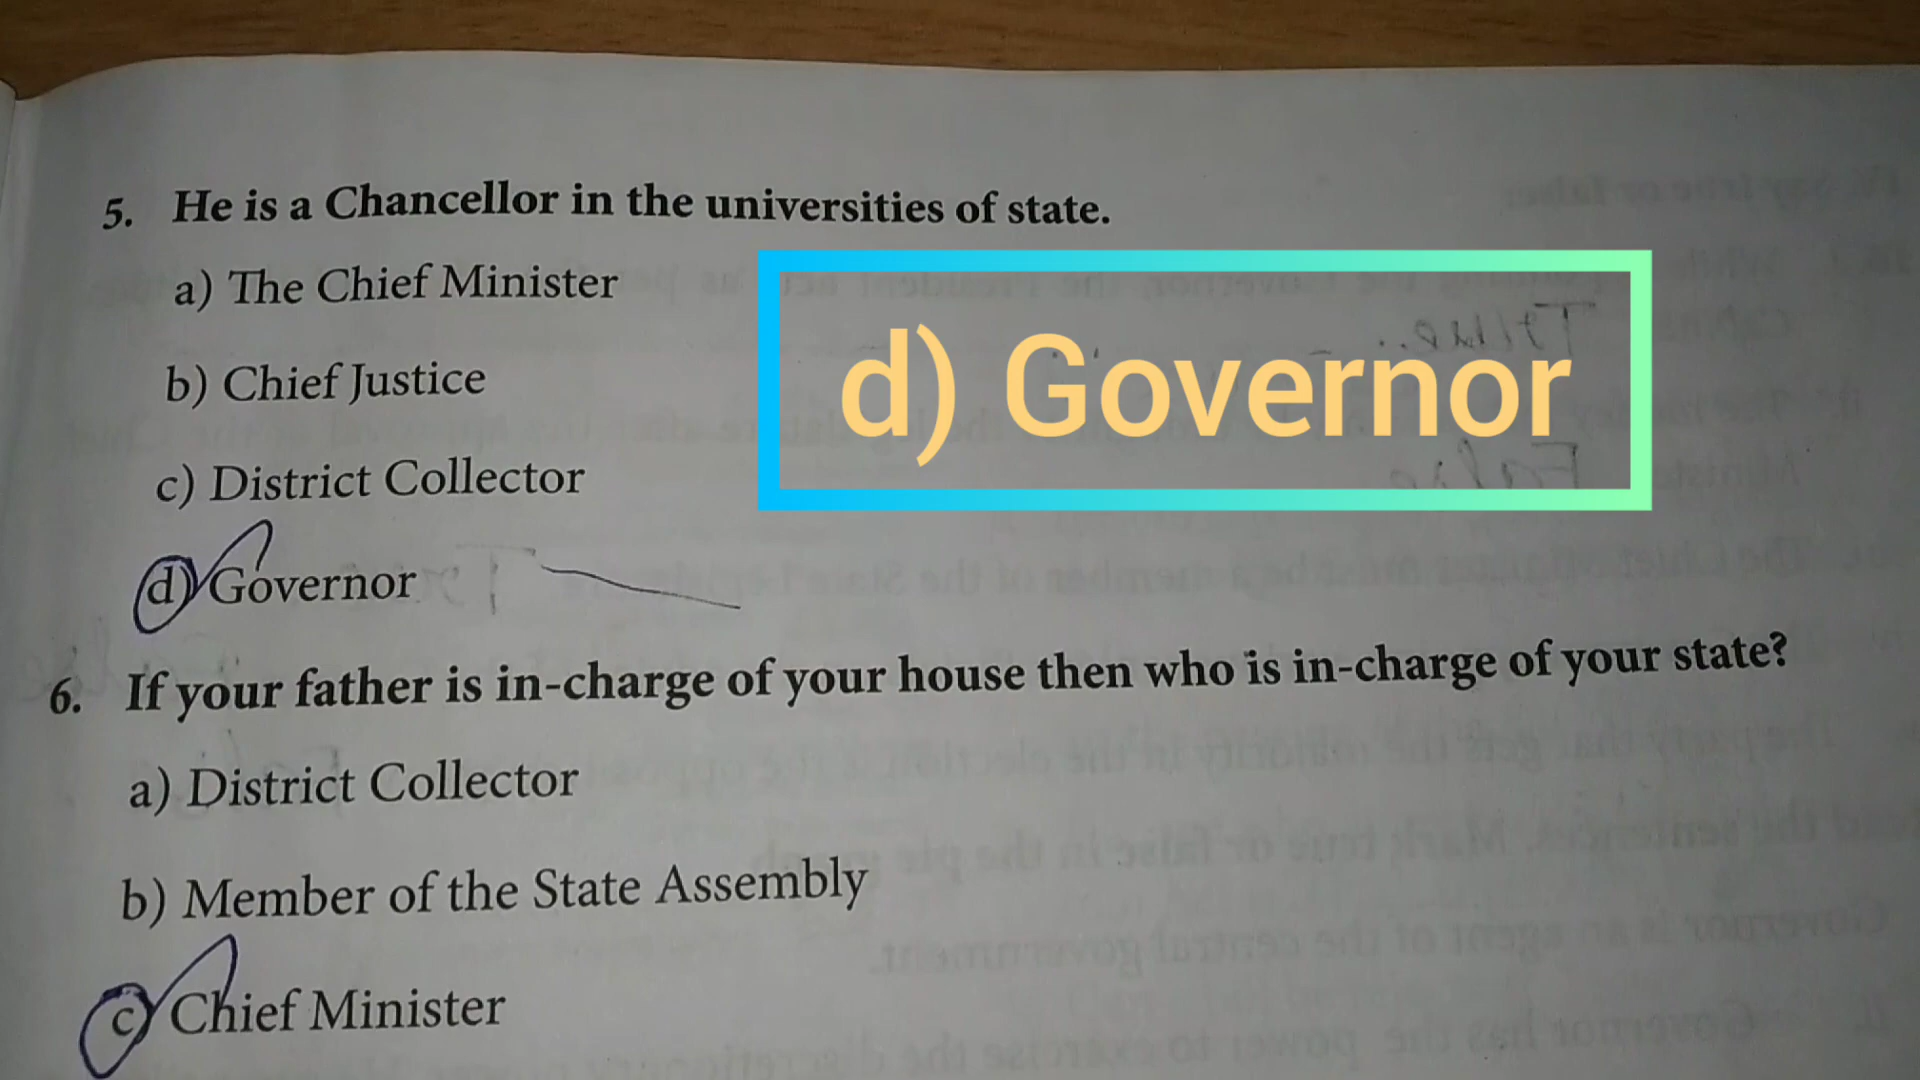 5. He is a Chancellor in the universities of state.
a) The Chief Minister
b) Chief Justice
c) District Collector
d) Governor
d) Governor
6. If your father is in-charge of your house then who is in-charge of your state?
a) District Collector
b) Member of the State Assembly
c) Chief Minister